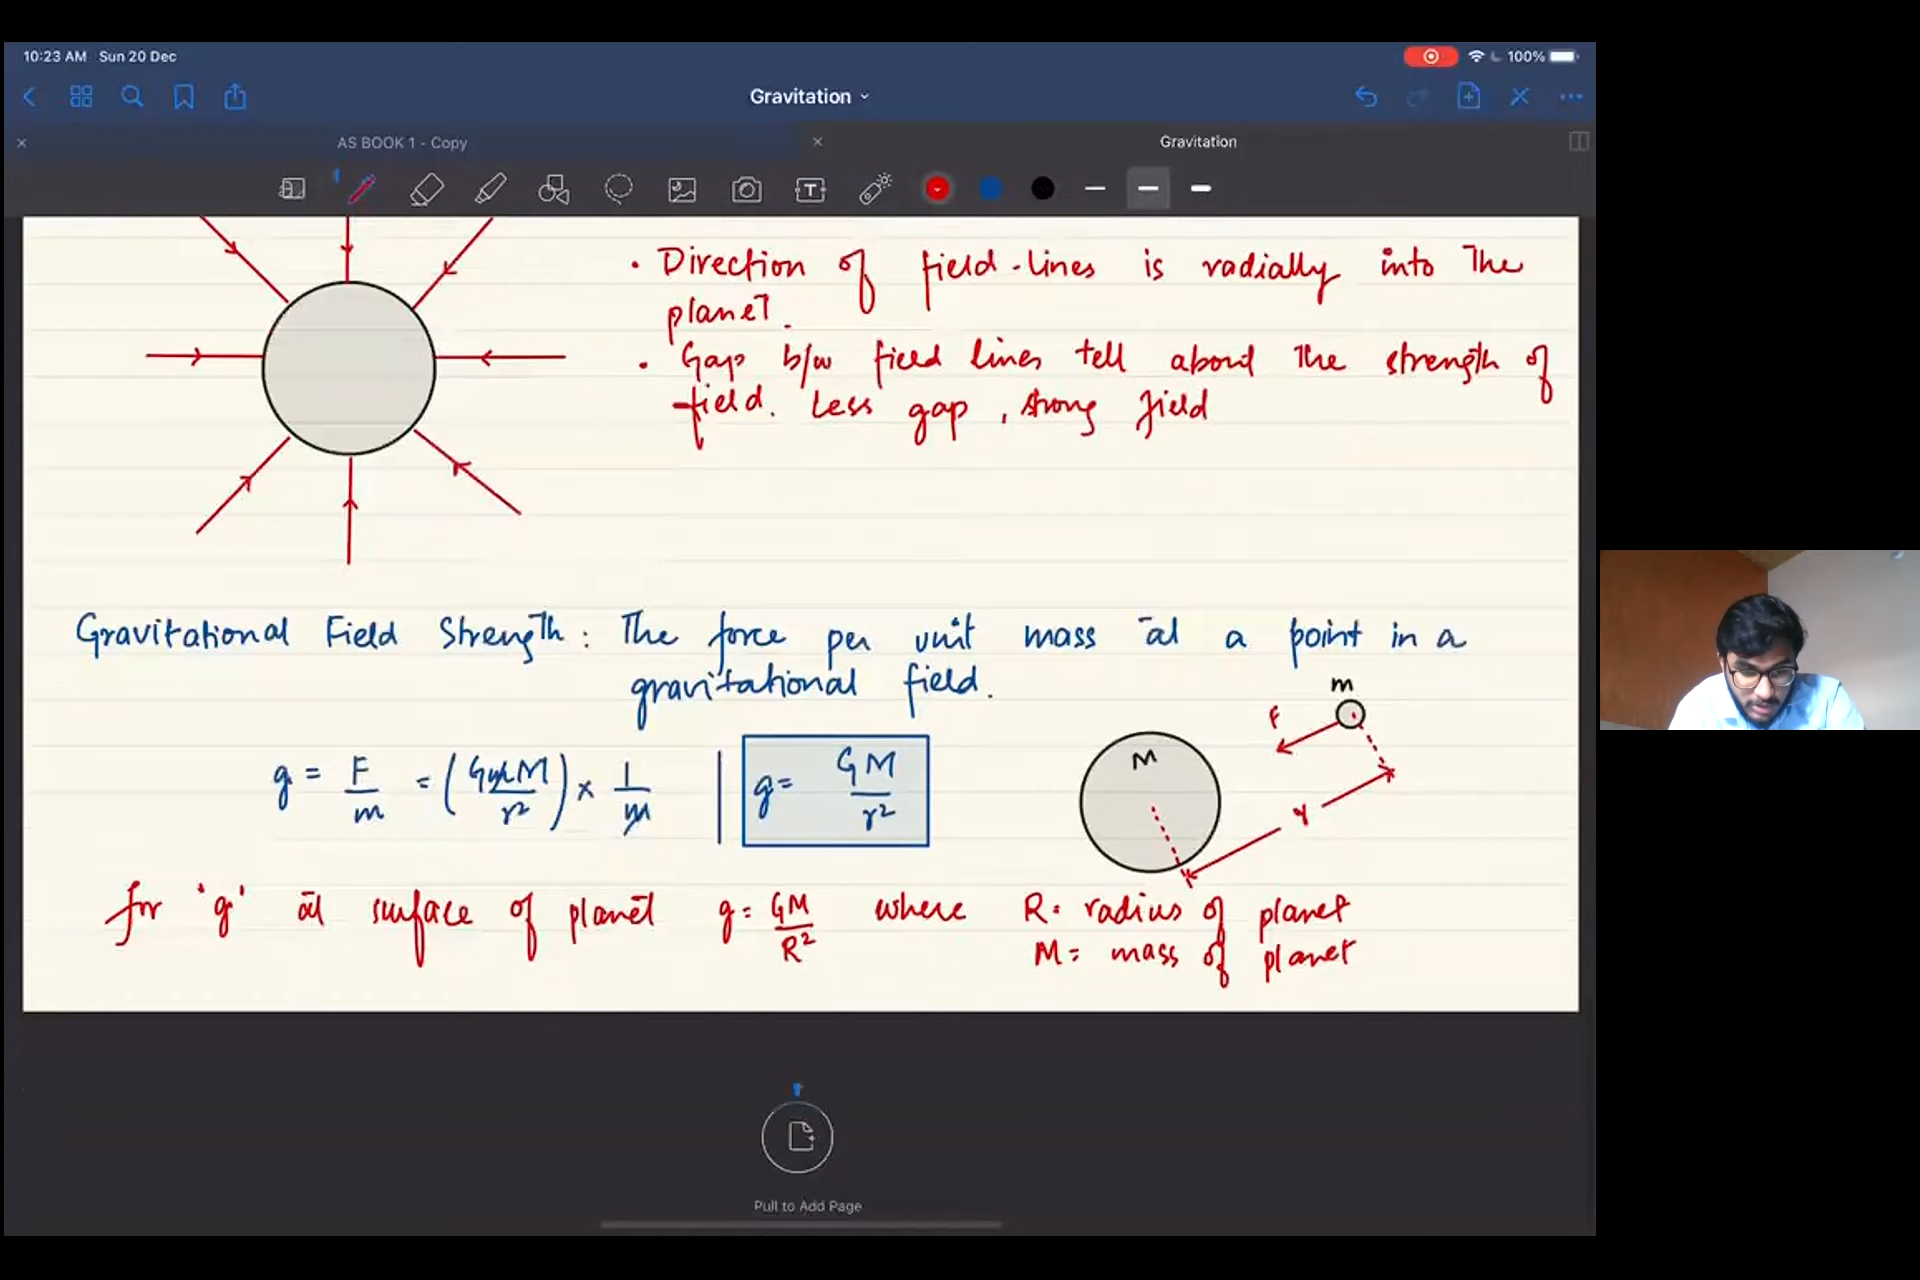 10:23 AM Sun 20 Dec
100%
Gravitation
AS BOOK 1 - Copy
Gravitation
• Direction of field-lines is radially into the
planet.
• Gap b/w field lines tell about the strength of
field. Less gap, strong field
Gravitational Field Strength: The force per unit mass at a point in a
gravitational field.
m
F
M
r
g = F/m = (GmM/r²) × 1/m | g = GM/r²
for 'g' at surface of planet g = GM/R² where R = radius of planet
M = mass of planet
Pull to Add Page